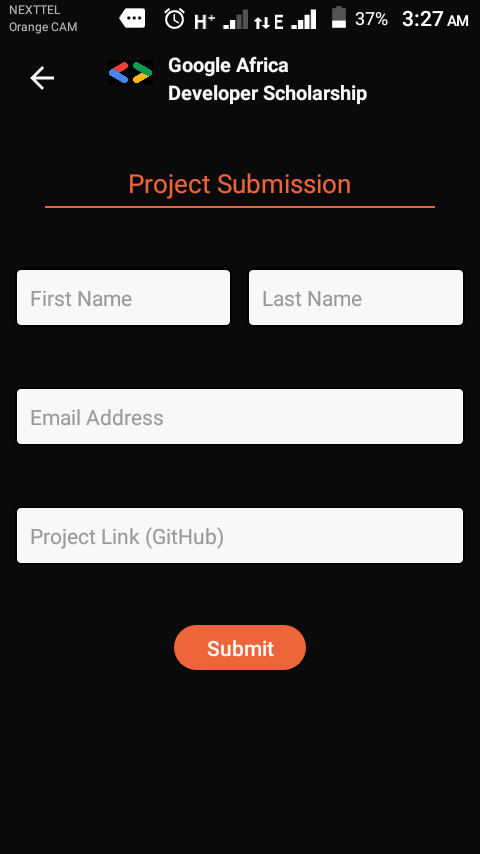 NEXTTEL
Orange CAM
H+ E 37% 3:27 AM
Google Africa
Developer Scholarship
Project Submission
First Name Last Name
Email Address
Project Link (GitHub)
Submit